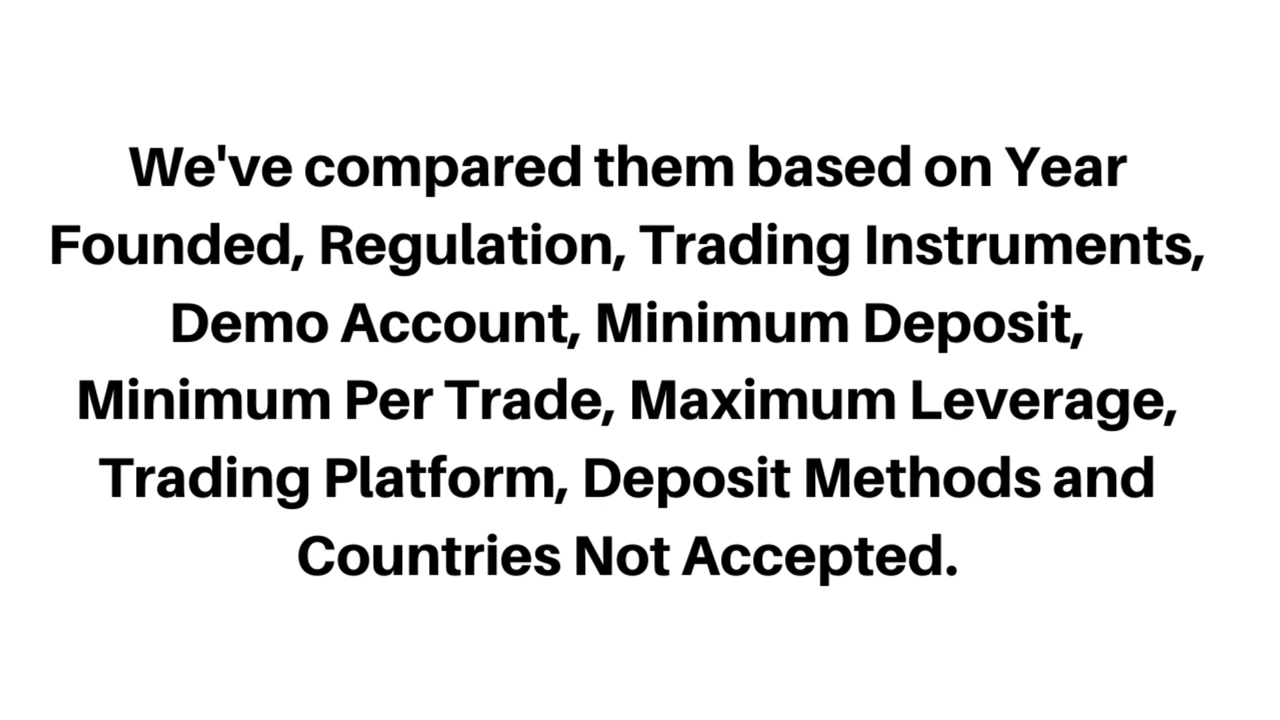 We've compared them based on Year
Founded, Regulation, Trading Instruments,
Demo Account, Minimum Deposit,
Minimum Per Trade, Maximum Leverage,
Trading Platform, Deposit Methods and
Countries Not Accepted.